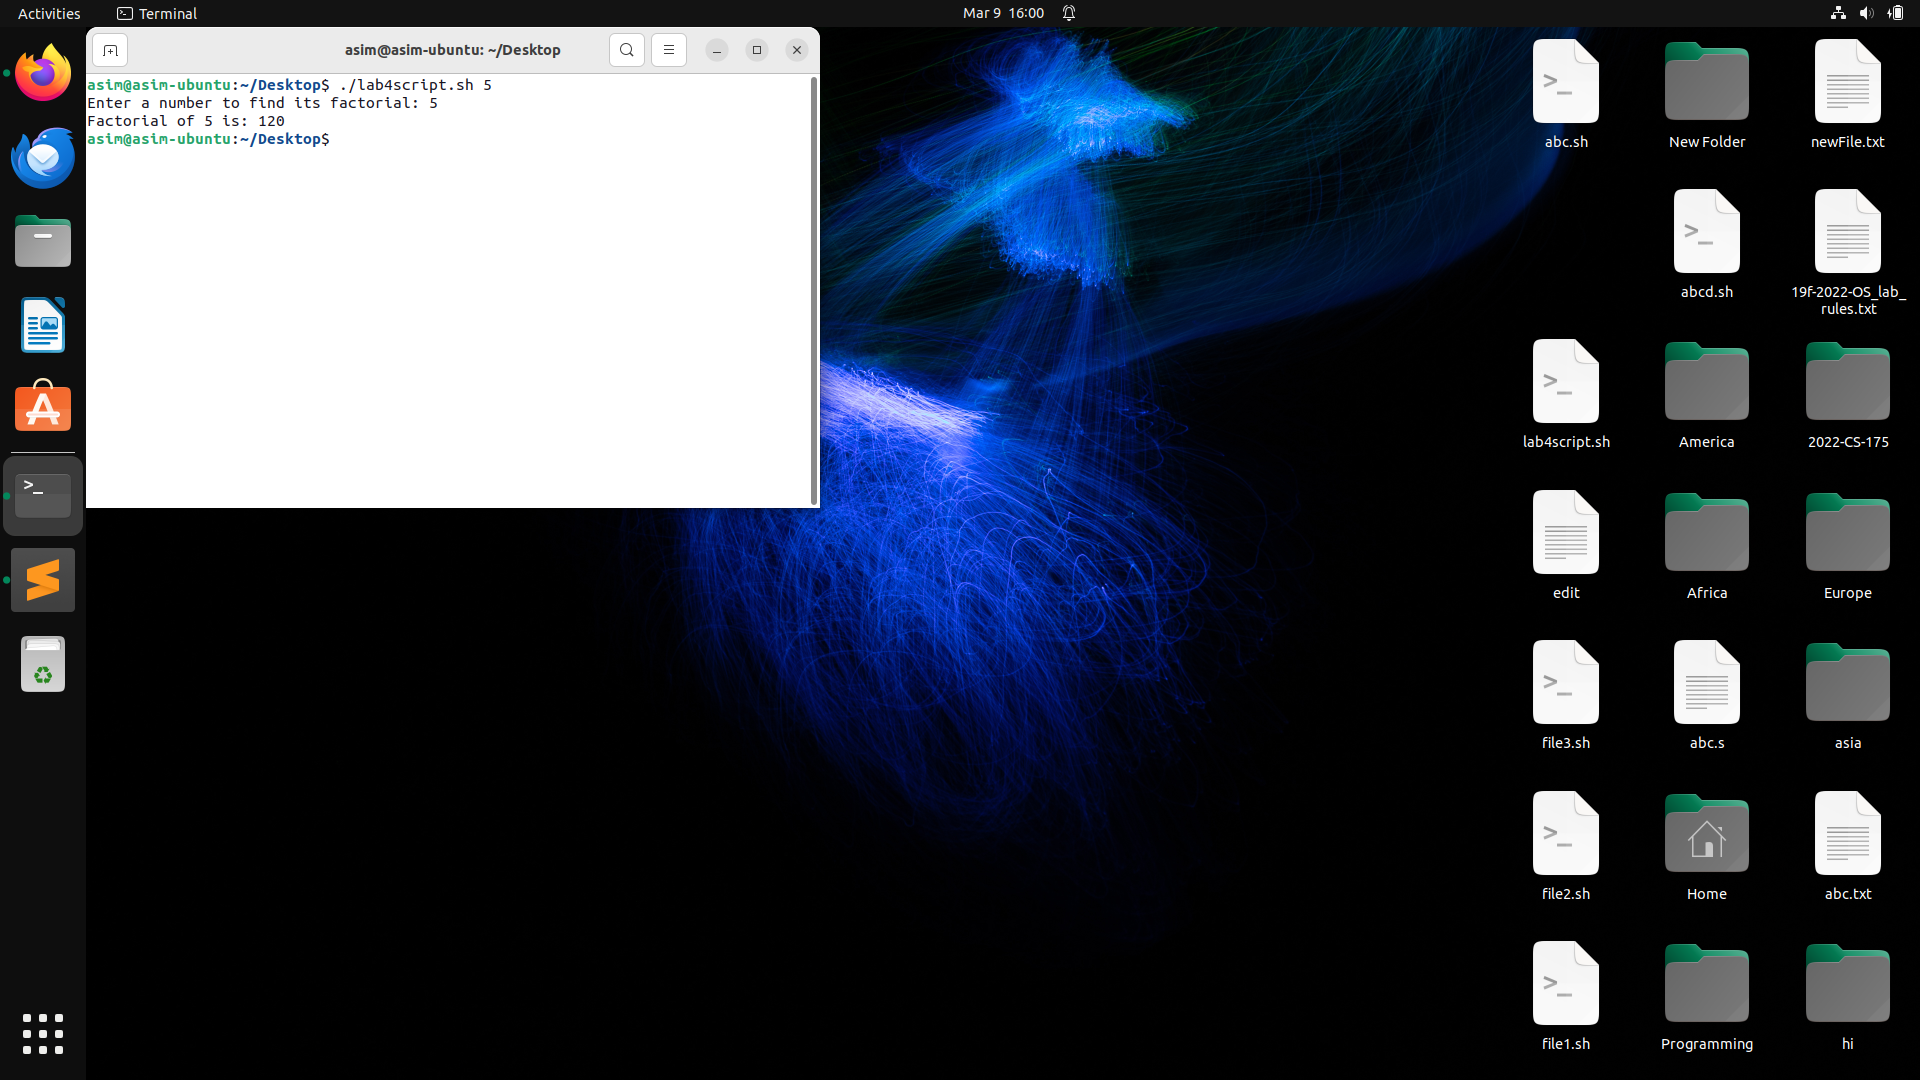 Activities
Terminal
Mar 9 16:00
asim@asim-ubuntu: ~/Desktop
asim@asim-ubuntu:~/Desktop$ ./lab4script.sh 5
Enter a number to find its factorial: 5
Factorial of 5 is: 120
asim@asim-ubuntu:~/Desktop$
abc.sh
New Folder
newFile.txt
abcd.sh
19f-2022-OS_lab_
rules.txt
lab4script.sh
America
2022-CS-175
edit
Africa
Europe
file3.sh
abc.s
asia
file2.sh
Home
abc.txt
file1.sh
Programming
hi